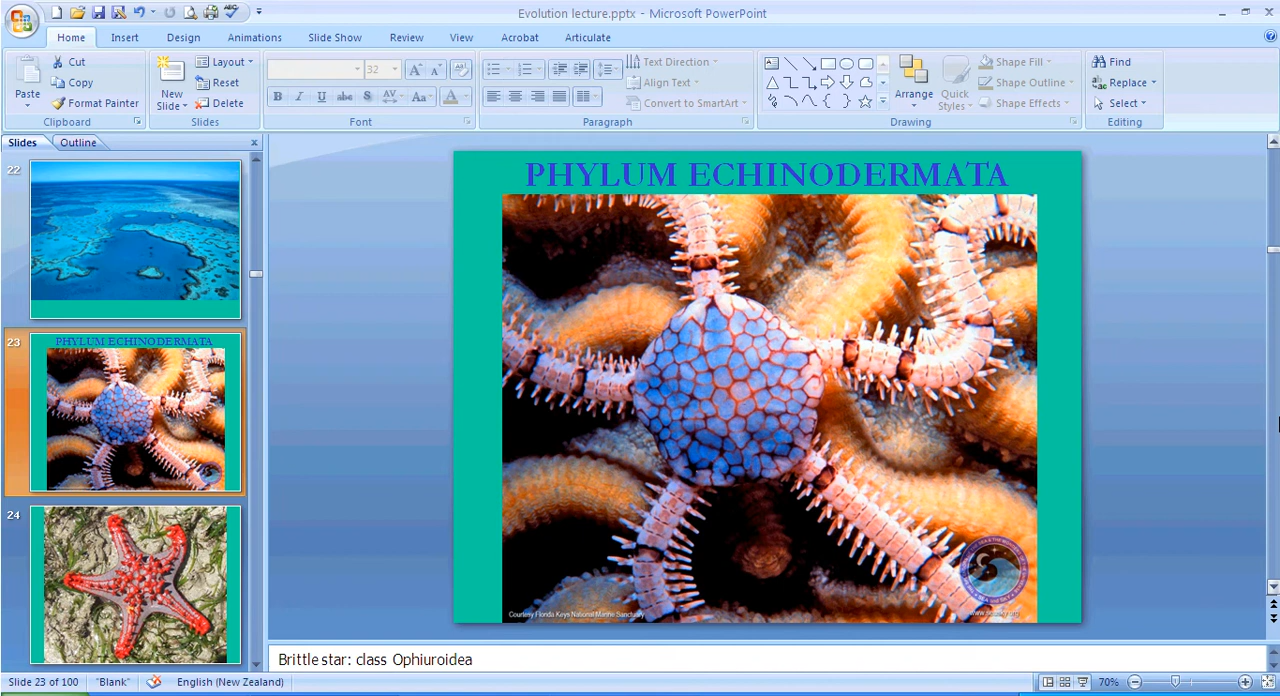 Evolution lecture.pptx - Microsoft PowerPoint
Home Insert Design Animations Slide Show Review View Acrobat Articulate
Paste Cut Copy Format Painter
New Slide Layout Reset Delete
32
B I U abc S AV Aa A
Text Direction
Align Text
Convert to SmartArt
Arrange Quick Styles Shape Fill Shape Outline Shape Effects
Find Replace Select
Clipboard Slides Font Paragraph Drawing Editing
Slides Outline
22
23
PHYLUM ECHINODERMATA
24
PHYLUM ECHINODERMATA
Courtesy Florida Keys National Marine Sanctuary
Brittle star: class Ophiuroidea
Slide 23 of 100 "Blank" English (New Zealand) 70%